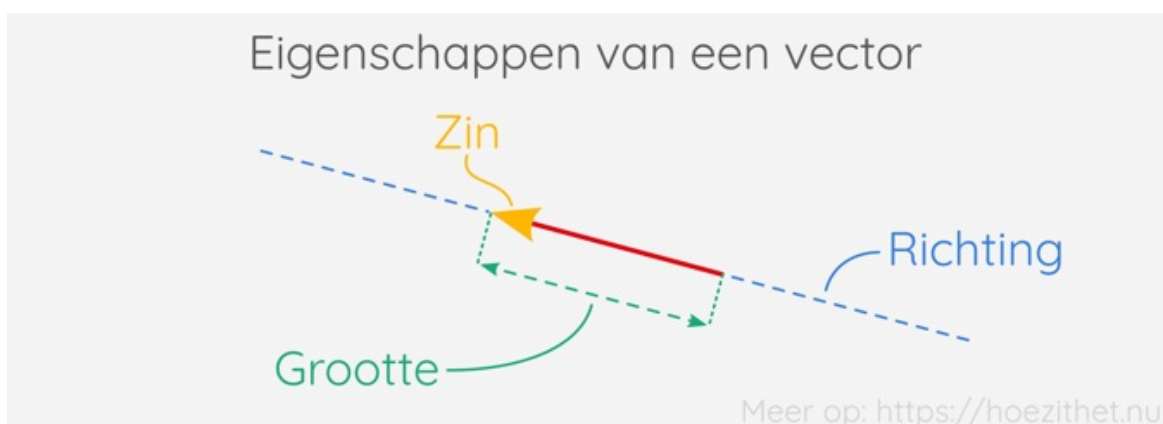 Eigenschappen van een vector
Zin
Richting
Grootte
Meer op: https://hoezithet.nu